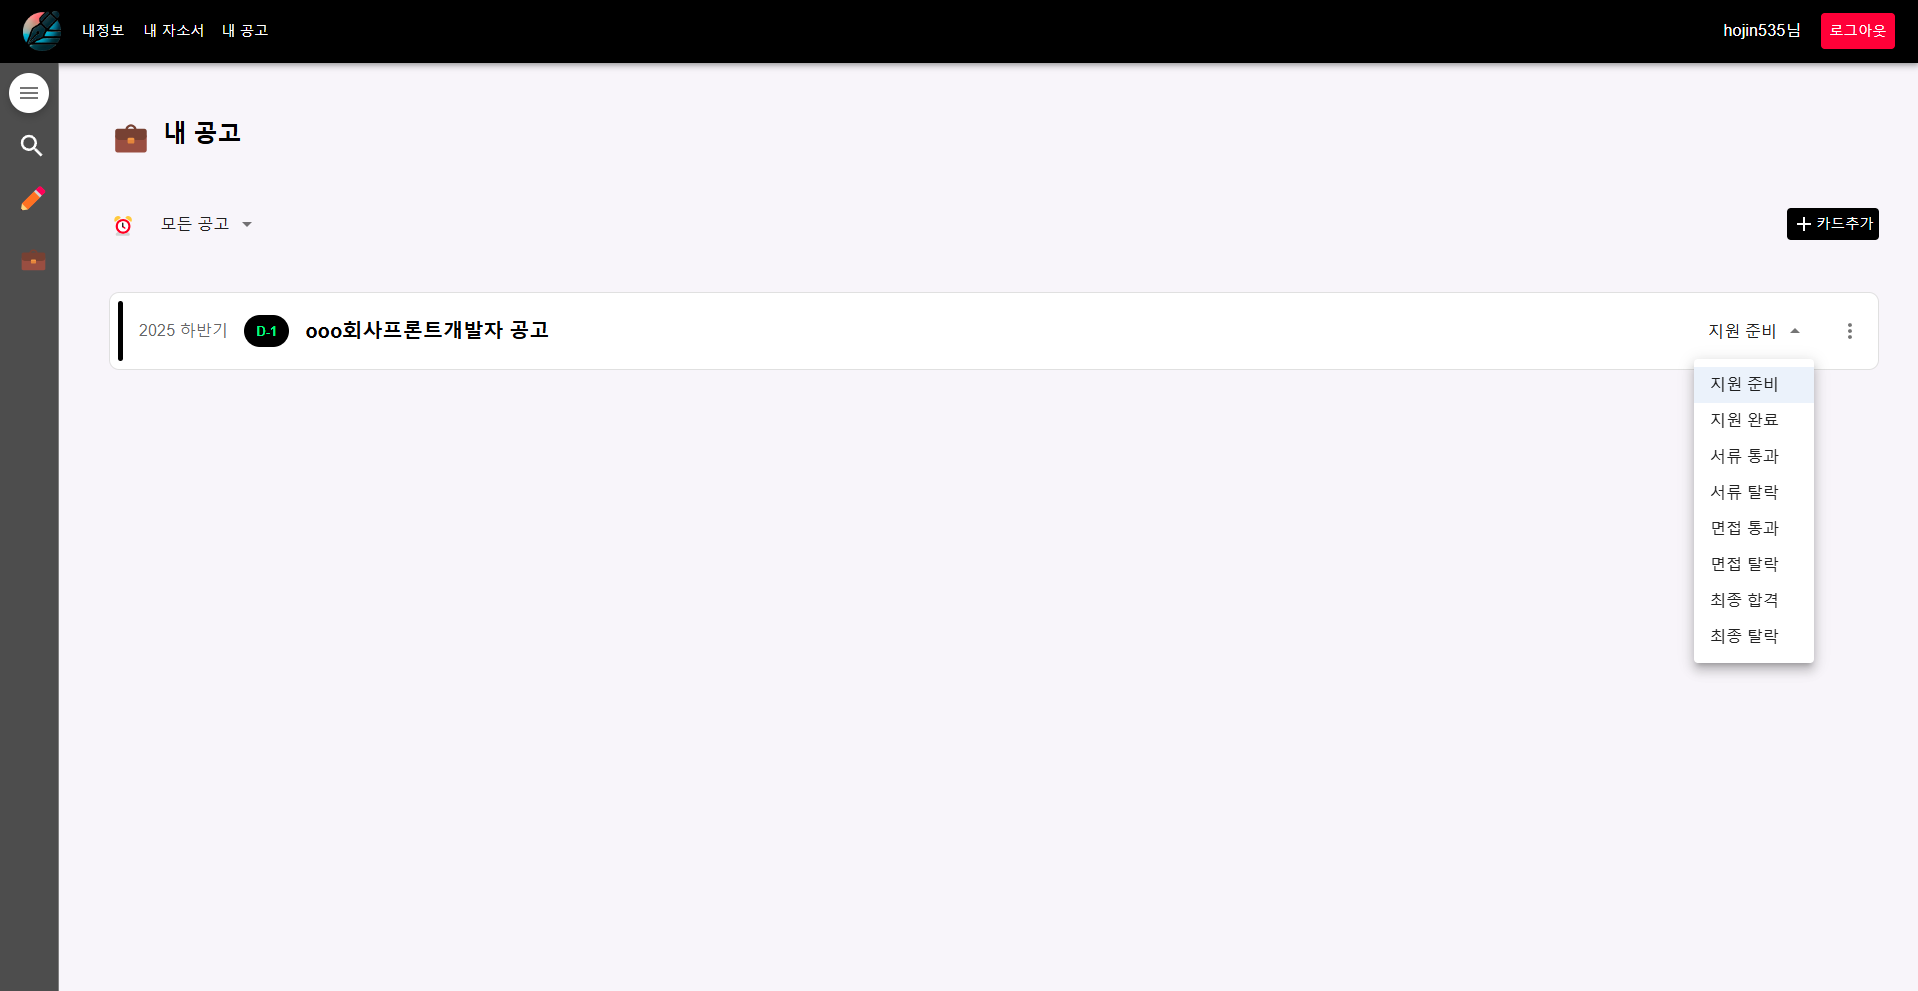 내정보 내 자소서 내 공고 hojin535님 로그아웃
내 공고
모든 공고 카드추가
2025 하반기 D-1 ooo회사프론트개발자 공고 지원 준비
지원 준비
지원 완료
서류 통과
서류 탈락
면접 통과
면접 탈락
최종 합격
최종 탈락